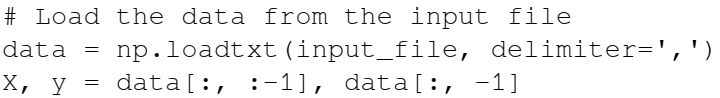 # Load the data from the input file
data = np.loadtxt(input_file, delimiter=',')
X, y = data[:, :-1], data[:, -1]